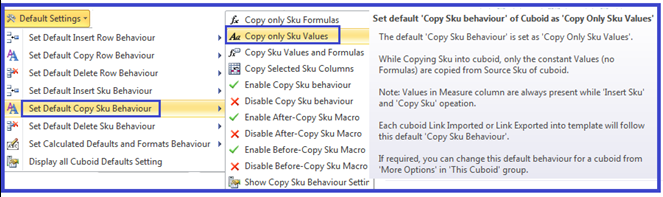 Default Settings
Set Default Insert Row Behaviour
Set Default Copy Row Behaviour
Set Default Delete Row Behaviour
Set Default Insert Sku Behaviour
Set Default Copy Sku Behaviour
Set Default Delete Sku Behaviour
Set Calculated Defaults and Formats Behaviour
Display all Cuboid Defaults Setting
Copy only Sku Formulas
Copy only Sku Values
Copy Sku Values and Formulas
Copy Selected Sku Columns
Enable Copy Sku behaviour
Disable Copy Sku behaviour
Enable After-Copy Sku Macro
Disable After-Copy Sku Macro
Enable Before-Copy Sku Macro
Disable Before-Copy Sku Macro
Show Copy Sku Behaviour Settin
Set default 'Copy Sku behaviour' of Cuboid as 'Copy Only Sku Values'
The default 'Copy Sku Behaviour' is set as 'Copy Only Sku Values'.
While Copying Sku into cuboid, only the constant Values (no
Formulas) are copied from Source Sku of cuboid.
Note: Values in Measure column are always present while 'Insert Sku'
and 'Copy Sku' opeation.
Each cuboid Link Imported or Link Exported into template will follow
this default 'Copy Sku Behaviour'.
If required, you can change this default behaviour for a cuboid from
'More Options' in 'This Cuboid' group.